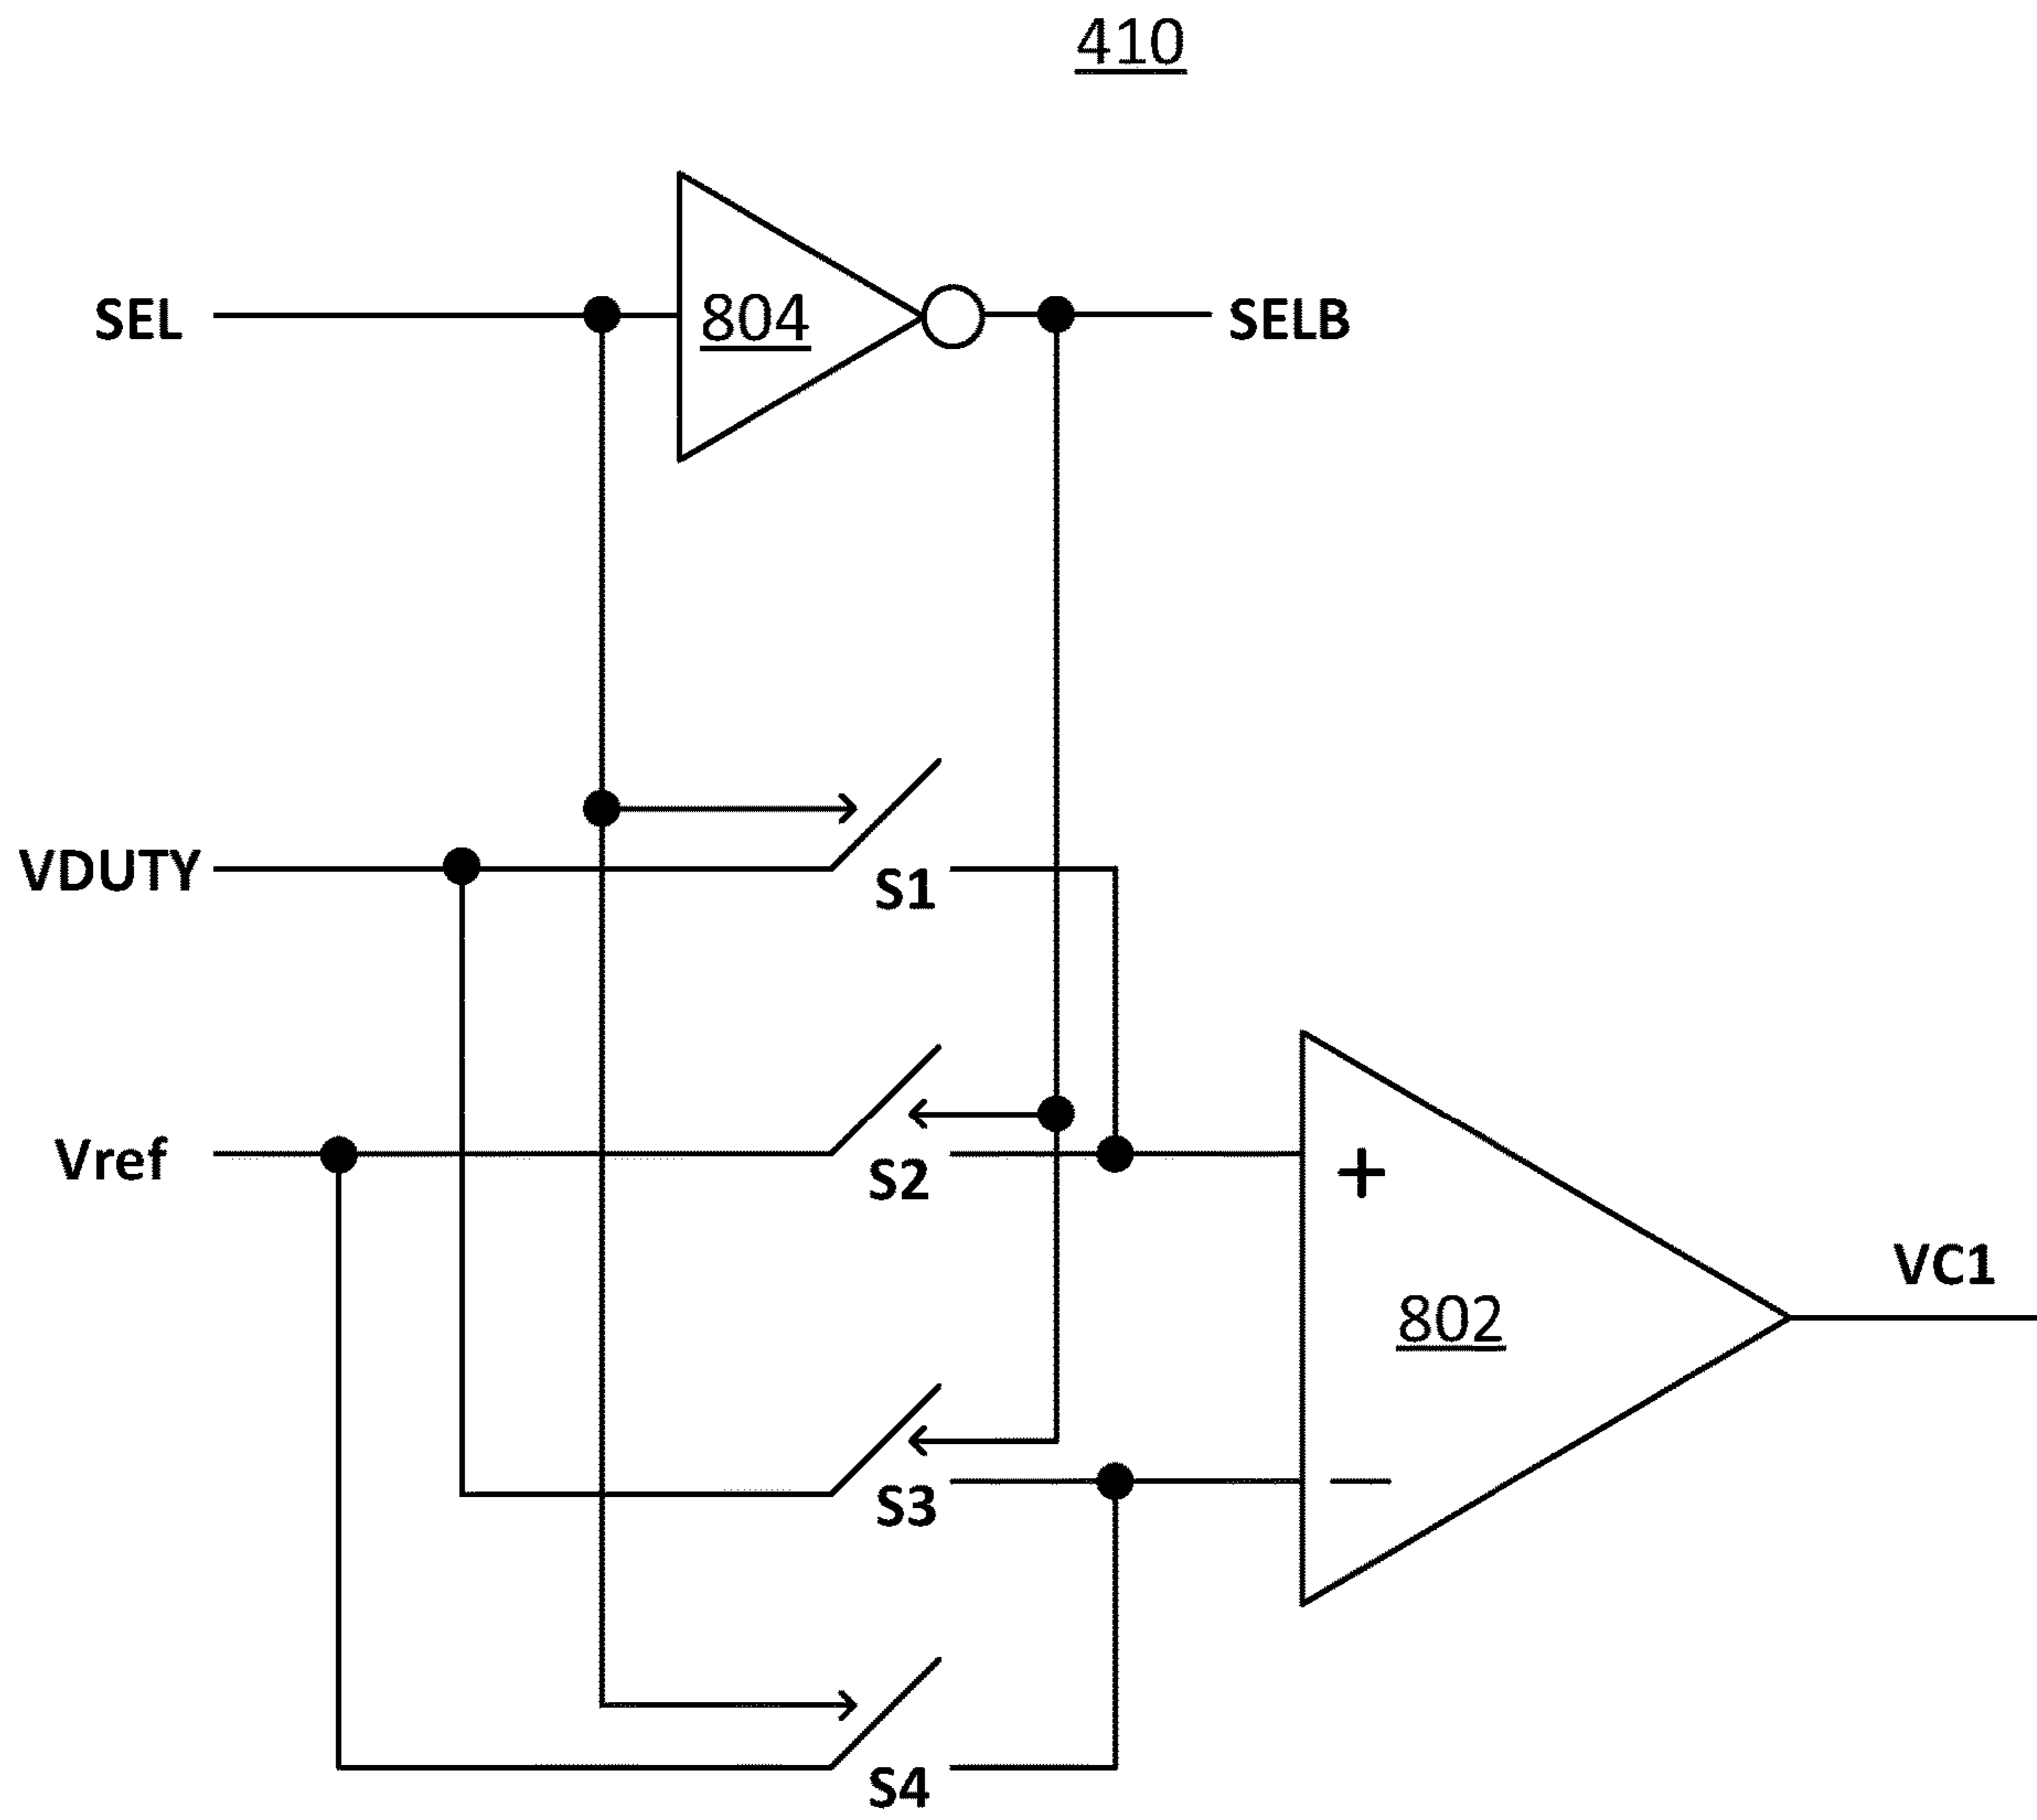 410
804
SEL
SELB
VDUTY
S1
Vref
S2
+
VC1
802
S3
–
S4